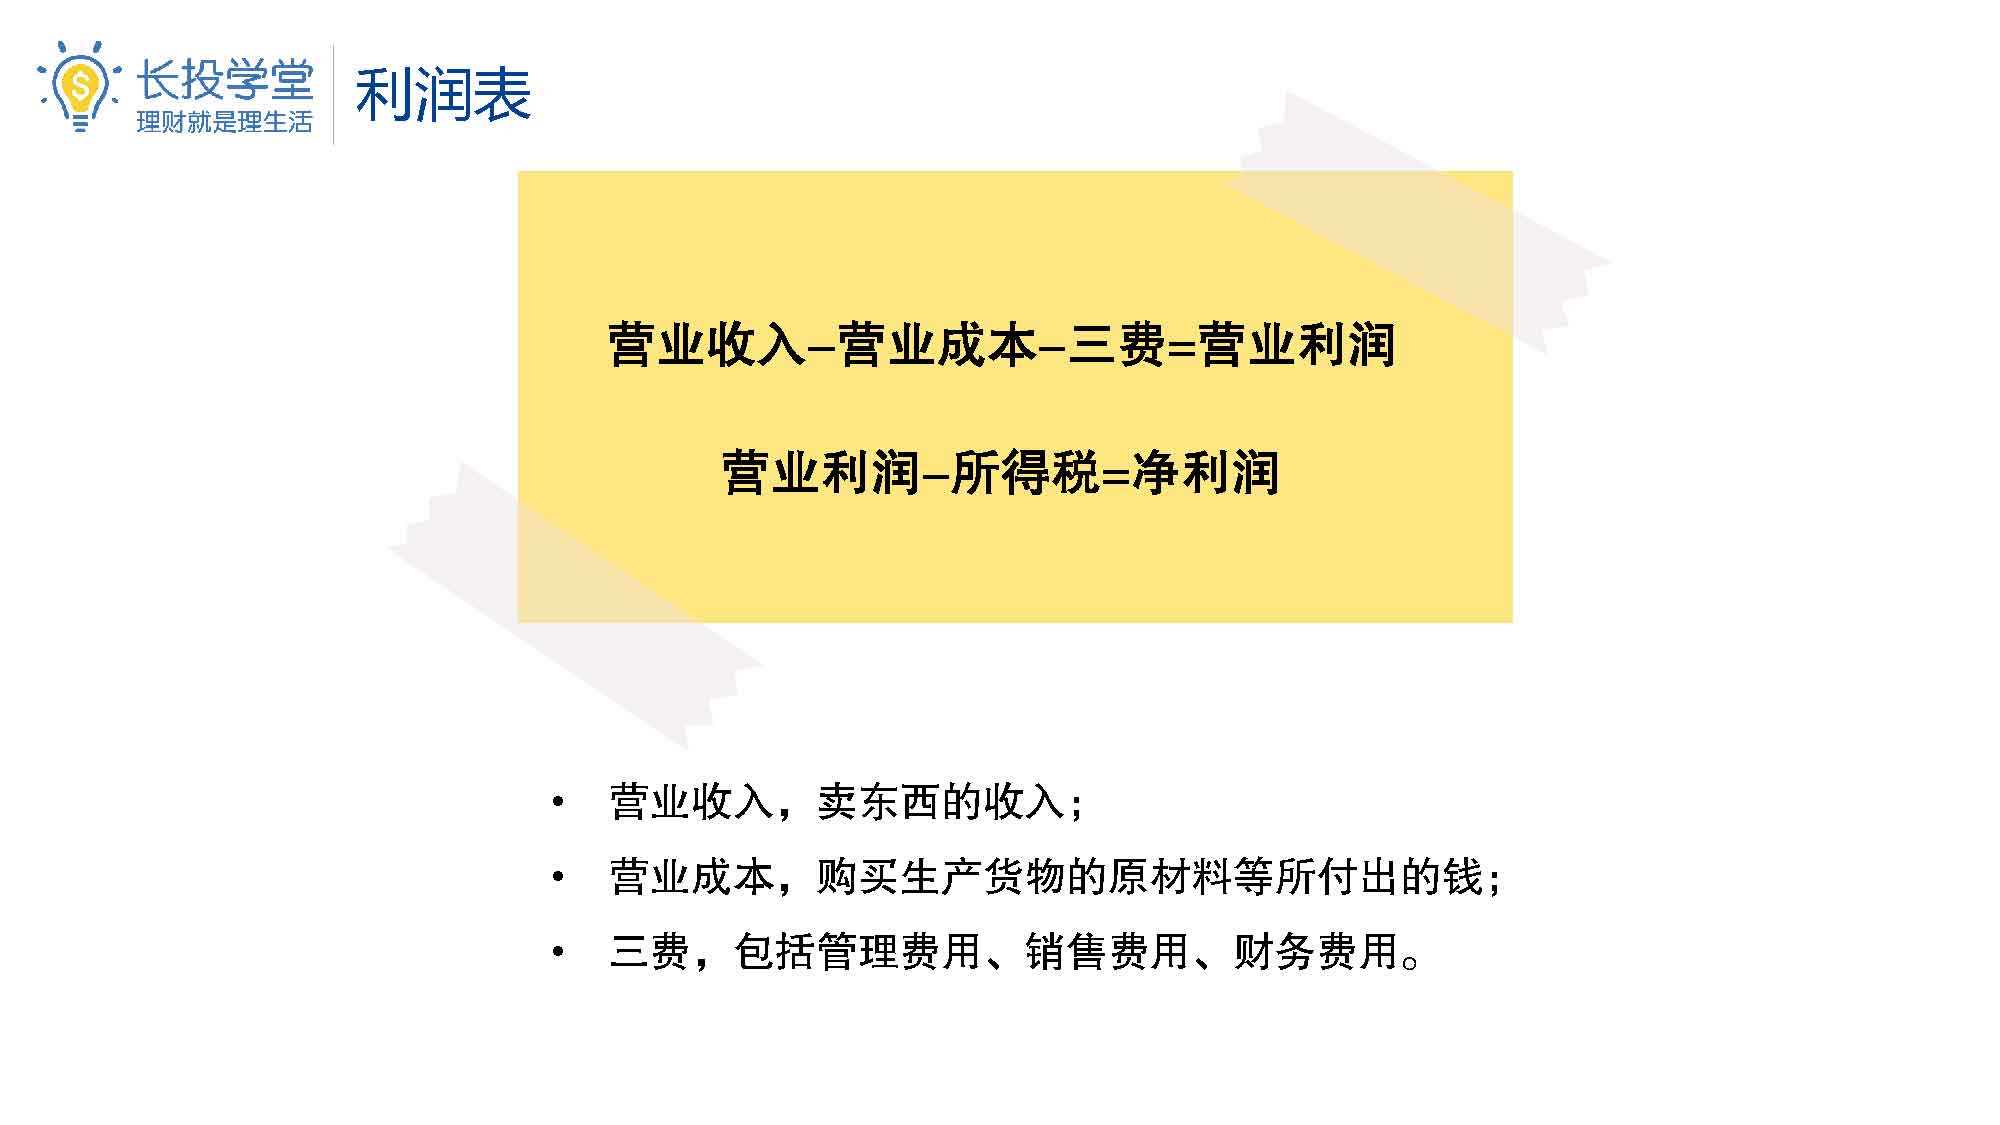 长投学堂
理财就是理生活
利润表
营业收入–营业成本–三费=营业利润
营业利润–所得税=净利润
• 营业收入，卖东西的收入；
• 营业成本，购买生产货物的原材料等所付出的钱；
• 三费，包括管理费用、销售费用、财务费用。